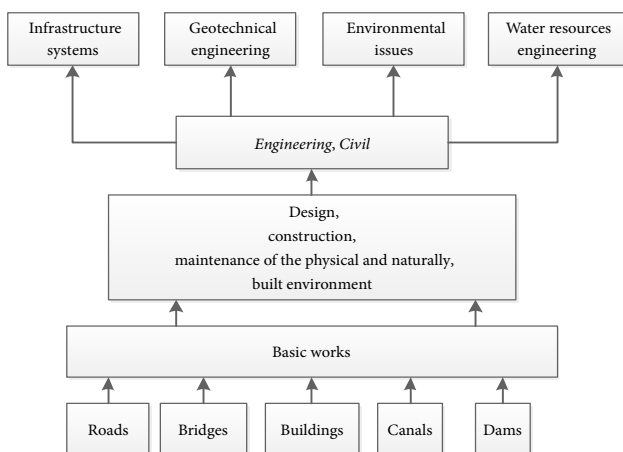 Infrastructure
systems
Geotechnical
engineering
Environmental
issues
Water resources
engineering
Engineering, Civil
Design,
construction,
maintenance of the physical and naturally,
built environment
Basic works
Roads
Bridges
Buildings
Canals
Dams